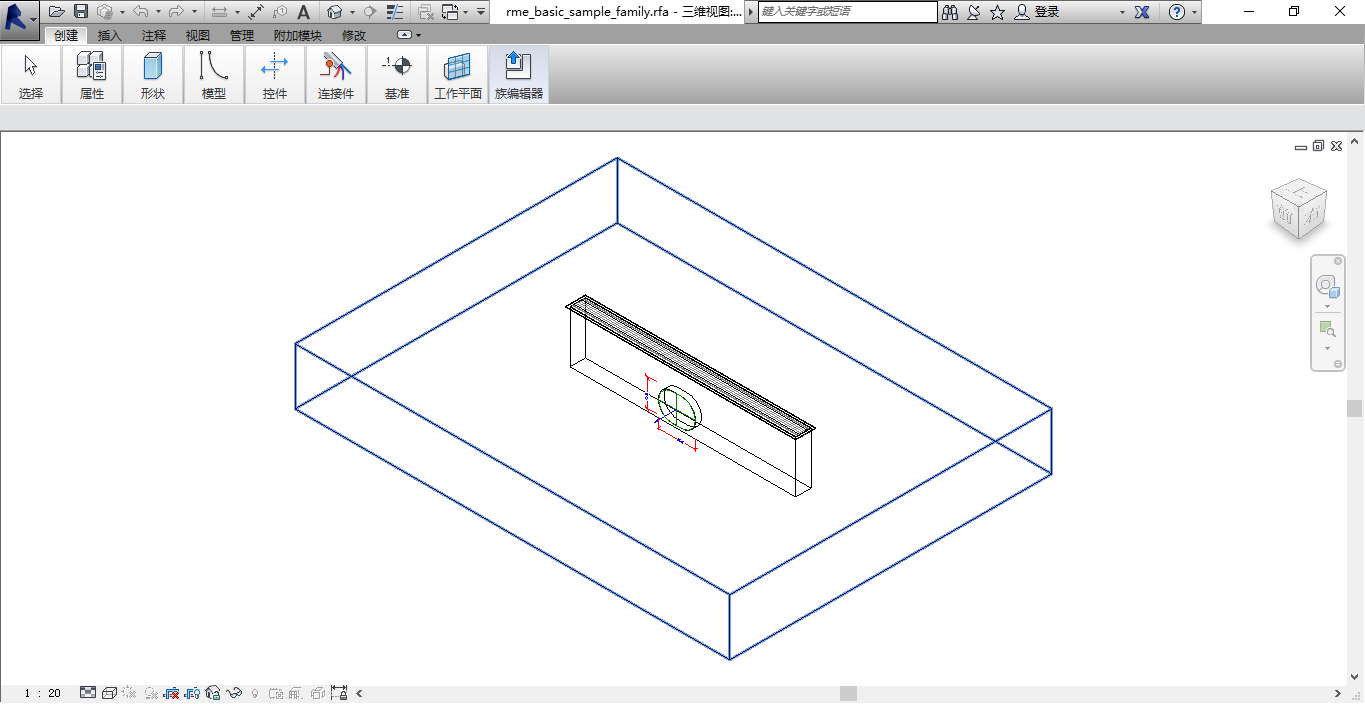 rme_basic_sample_family.rfa - 三维视图:... 键入关键字或短语 登录
创建 插入 注释 视图 管理 附加模块 修改
选择 属性 形状 模型 控件 连接件 基准 工作平面 族编辑器
上
前 右
1 : 20